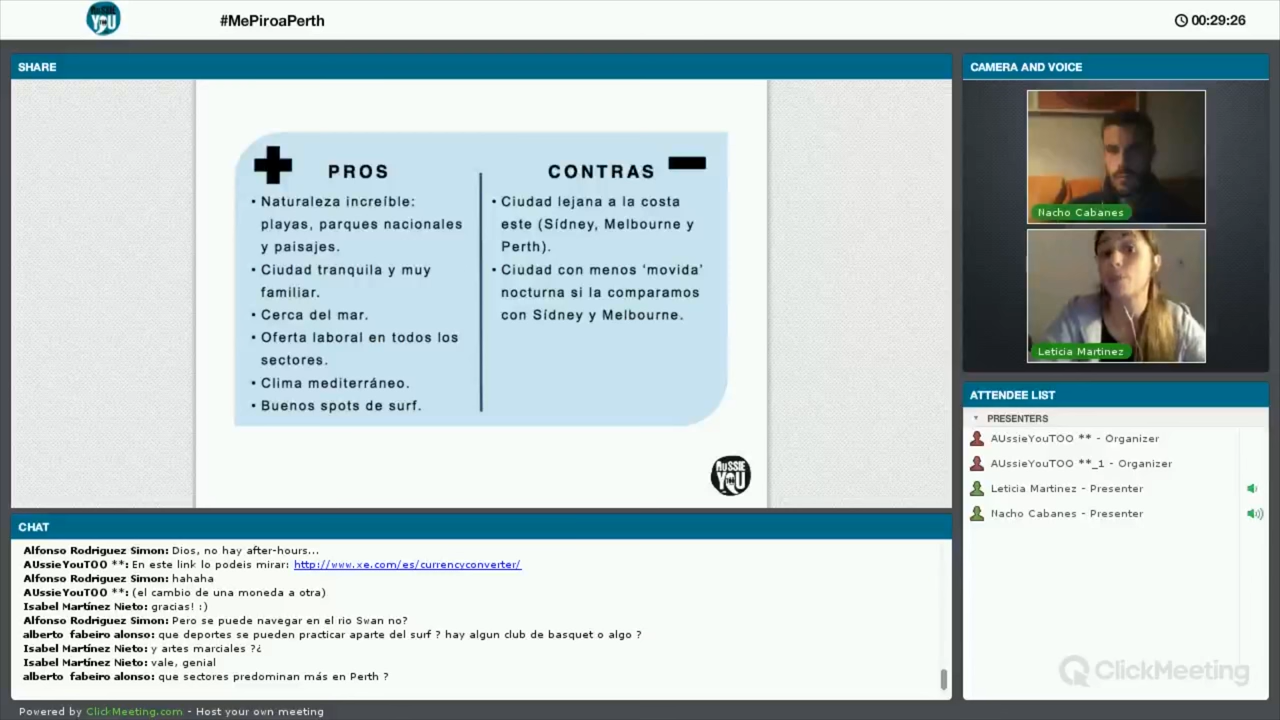 AUSSIE
YOU
TOO
#MePiroaPerth
00:29:26
SHARE
PROS
• Naturaleza increíble:
playas, parques nacionales
y paisajes.
• Ciudad tranquila y muy
familiar.
• Cerca del mar.
• Oferta laboral en todos los
sectores.
• Clima mediterráneo.
• Buenos spots de surf.
CONTRAS
• Ciudad lejana a la costa
este (Sídney, Melbourne y
Perth).
• Ciudad con menos ‘movida’
nocturna si la comparamos
con Sídney y Melbourne.
AUSSIE
YOU
CAMERA AND VOICE
Nacho Cabanes
Leticia Martinez
ATTENDEE LIST
PRESENTERS
AUssieYouTOO ** - Organizer
AUssieYouTOO **_1 - Organizer
Leticia Martinez - Presenter
Nacho Cabanes - Presenter
CHAT
Alfonso Rodriguez Simon: Dios, no hay after-hours...
AUssieYouTOO **: En este link lo podeis mirar: http://www.xe.com/es/currencyconverter/
Alfonso Rodriguez Simon: hahaha
AUssieYouTOO **: (el cambio de una moneda a otra)
Isabel Martínez Nieto: gracias! :)
Alfonso Rodriguez Simon: Pero se puede navegar en el rio Swan no?
alberto fabeiro alonso: que deportes se pueden practicar aparte del surf ? hay algun club de basquet o algo ?
Isabel Martínez Nieto: y artes marciales ?¿
Isabel Martínez Nieto: vale, genial
alberto fabeiro alonso: que sectores predominan más en Perth ?
ClickMeeting
Powered by ClickMeeting.com - Host your own meeting